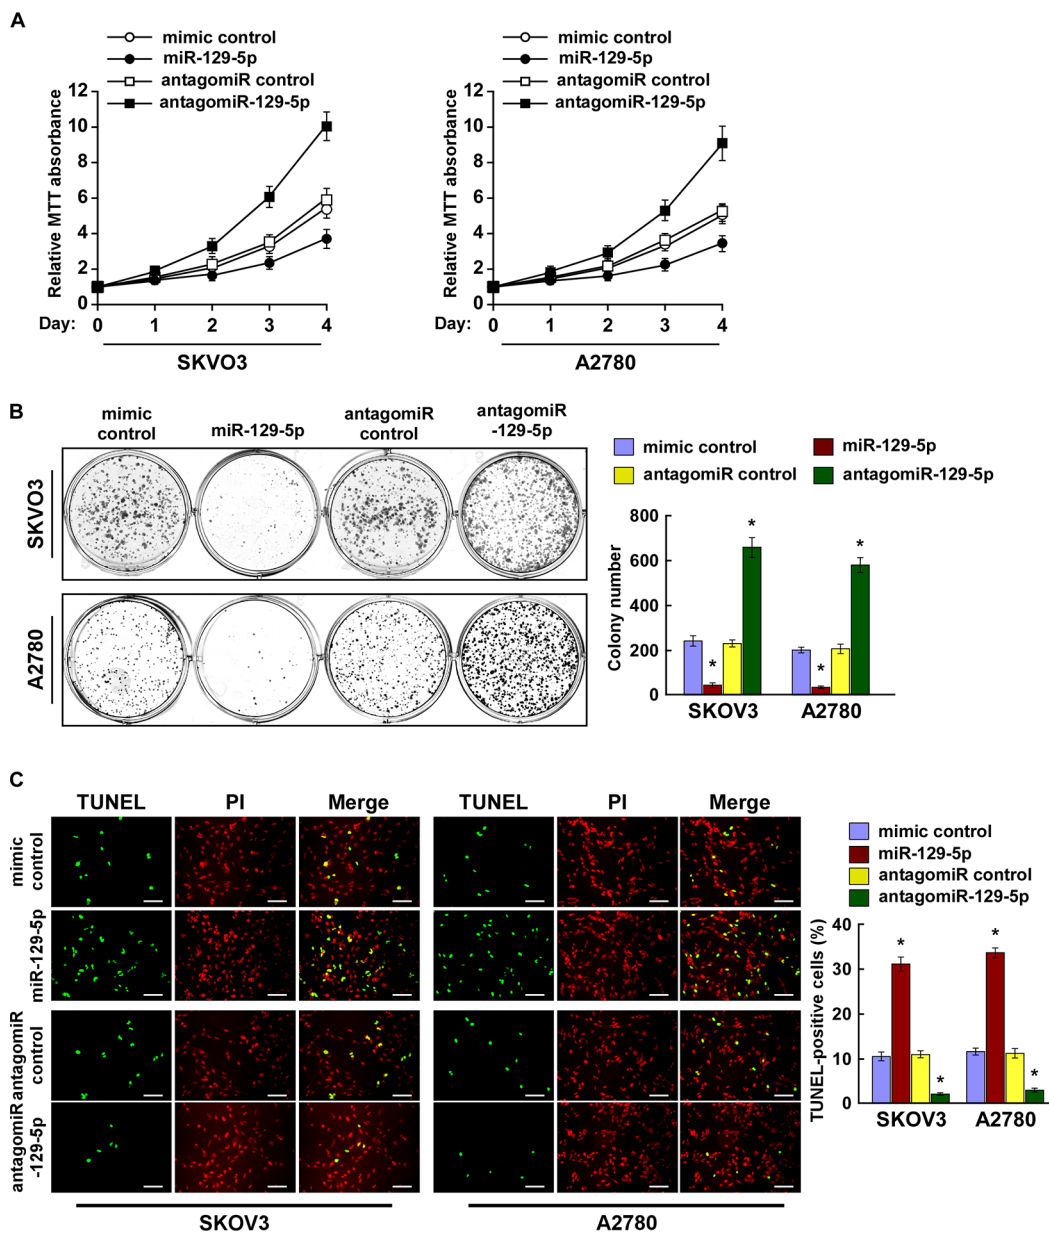 A
mimic control
miR-129-5p
antagomiR control
antagomiR-129-5p
Relative MTT absorbance
12
10
8
6
4
2
0
Day: 0 1 2 3 4
SKVO3
mimic control
miR-129-5p
antagomiR control
antagomiR-129-5p
Relative MTT absorbance
12
10
8
6
4
2
0
0 1 2 3 4
Day:
A2780
B
mimic
control
miR-129-5p
antagomiR
control
antagomiR
-129-5p
SKVO3
A2780
mimic control
miR-129-5p
antagomiR control
antagomiR-129-5p
Colony number
800
600
400
200
0
* * * *
SKOV3 A2780
C
TUNEL PI Merge TUNEL PI Merge
mimic
control
miR-129-5p
antagomiR
control
antagomiR
-129-5p
SKOV3 A2780
mimic control
miR-129-5p
antagomiR control
antagomiR-129-5p
TUNEL-positive cells (%)
40
30
20
10
0
* * * *
SKOV3 A2780